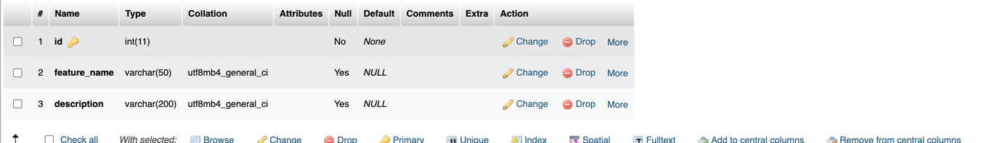 # Name Type Collation Attributes Null Default Comments Extra Action
1 id int(11) No None Change Drop More
2 feature_name varchar(50) utf8mb4_general_ci Yes NULL Change Drop More
3 description varchar(200) utf8mb4_general_ci Yes NULL Change Drop More
Check all With selected: Browse Change Drop Primary Unique Index Spatial Fulltext Add to central columns Remove from central columns